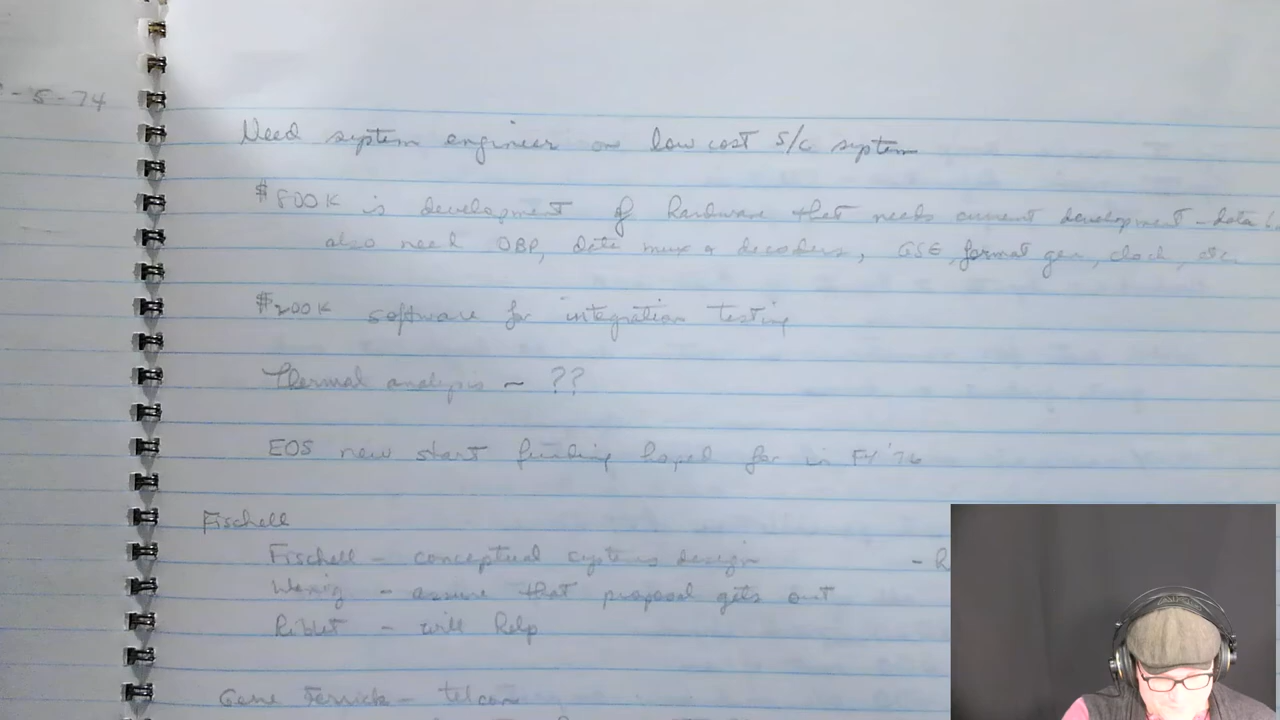 - 5 - 74
Need system engineer on low cost S/C system
$800K is development of hardware that needs current development - data
also need OBP, data mux & decoders, GSE, format gen, clock, etc.
$200K software for integration testing
Thermal analysis ~ ??
EOS new start funding hoped for in FY '76
Fischell
Fischell - conceptual systems design - R
- assure that proposal gets out
Riblet - will help
Gene - telcom